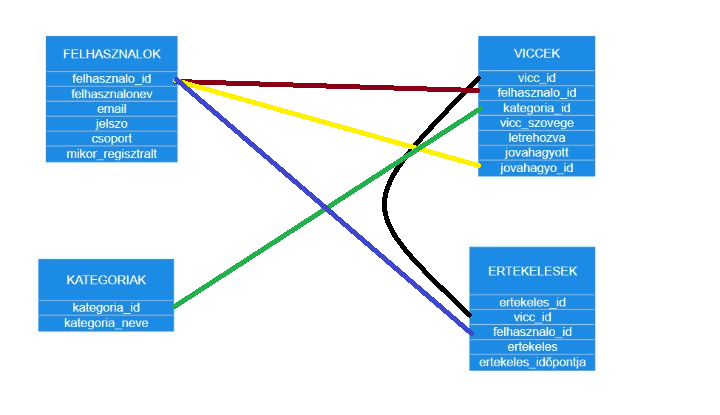 FELHASZNALOK
felhasznalo_id
felhasznalonev
email
jelszo
csoport
mikor_regisztralt
VICCEK
vicc_id
felhasznalo_id
kategoria_id
vicc_szovege
letrehozva
jovahagyott
jovahagyo_id
KATEGORIAK
kategoria_id
kategoria_neve
ERTEKELESEK
ertekeles_id
vicc_id
felhasznalo_id
ertekeles
ertekeles_időpontja